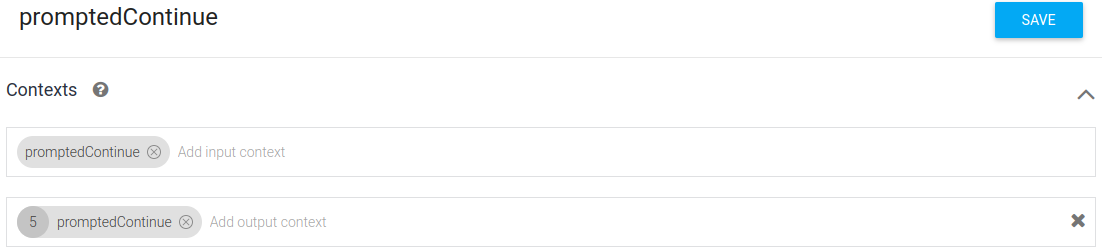 promptedContinue
SAVE
Contexts
promptedContinue Add input context
5 promptedContinue Add output context